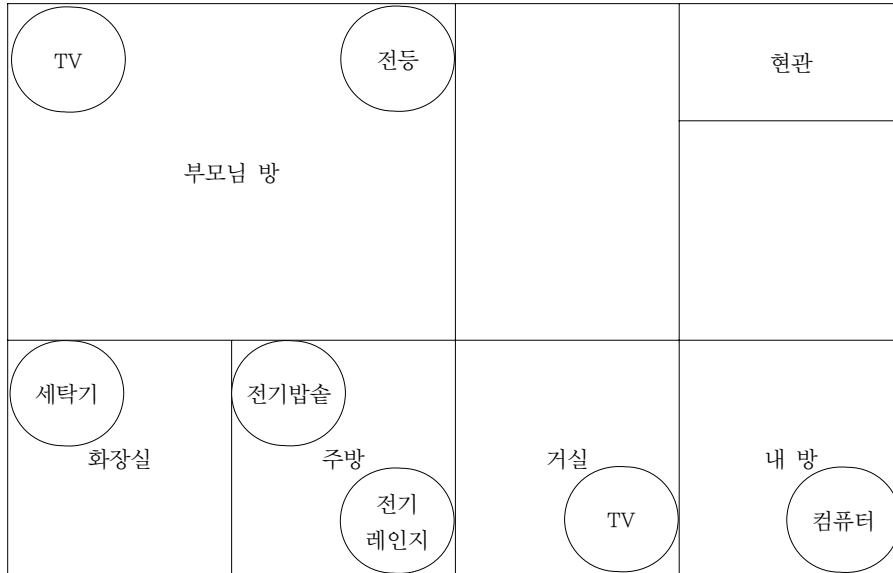 TV
전등
현관
부모님 방
세탁기
전기밥솥
화장실
주방
거실
내 방
전기
레인지
TV
컴퓨터